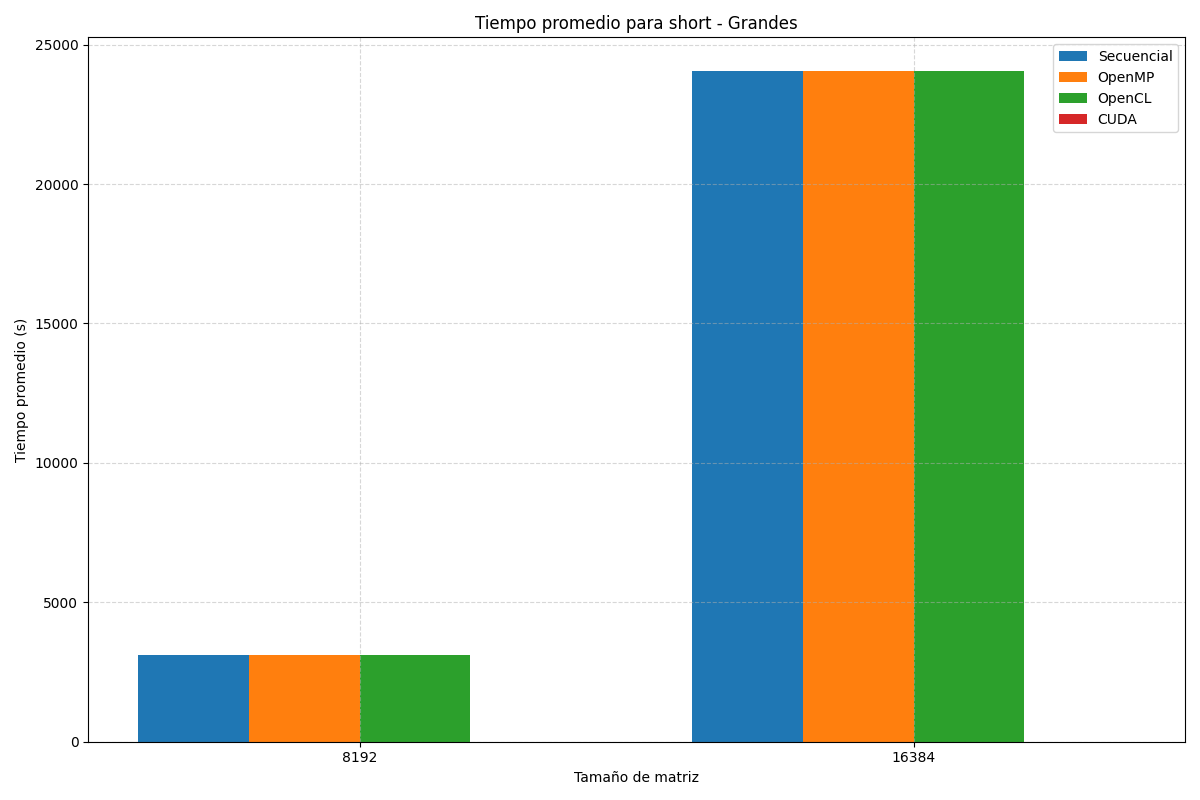 Tiempo promedio para short - Grandes
25000
20000
15000
10000
5000
0
Tiempo promedio (s)
Secuencial
OpenMP
OpenCL
CUDA
8192
16384
Tamaño de matriz